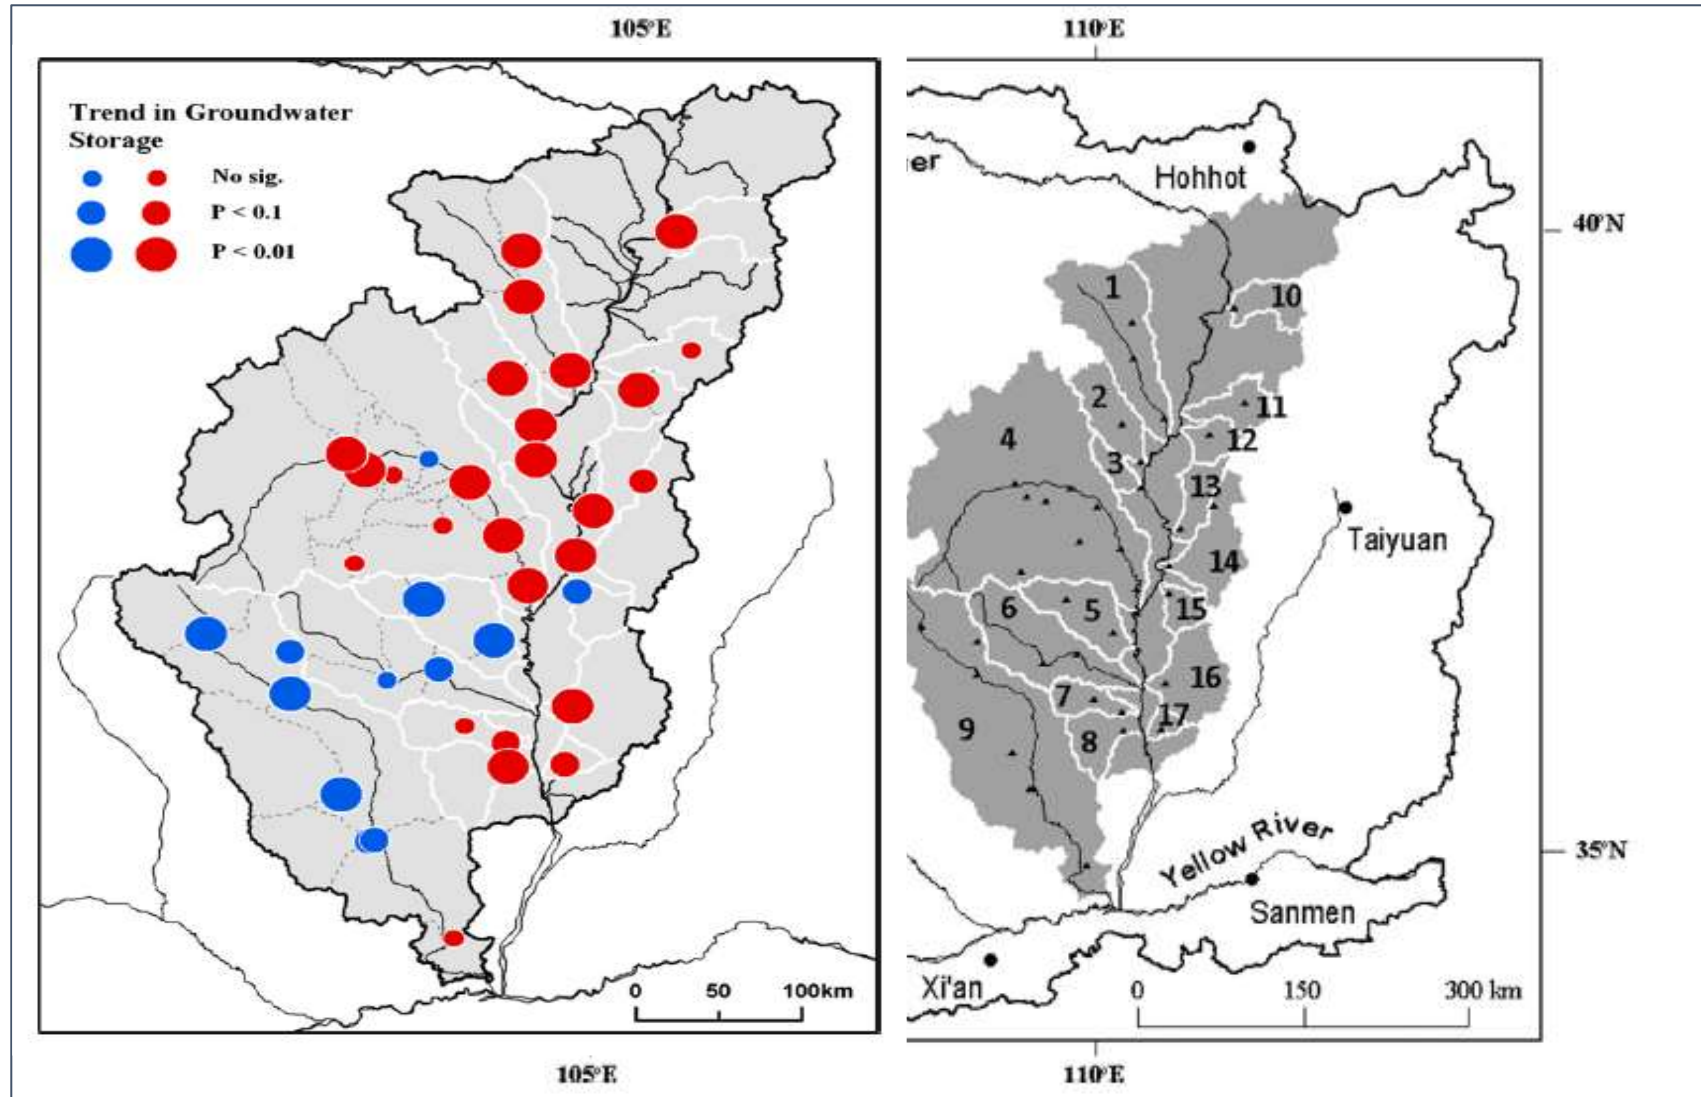 105°E
110°E
Trend in Groundwater
Storage
No sig.
P < 0.1
P < 0.01
er
Hohhot
40°N
1
10
2
11
4
12
3
13
Taiyuan
14
6
5
15
16
7
9
17
8
Yellow River
35°N
Sanmen
Xi'an
0
50
100km
0
150
300 km
105°E
110°E